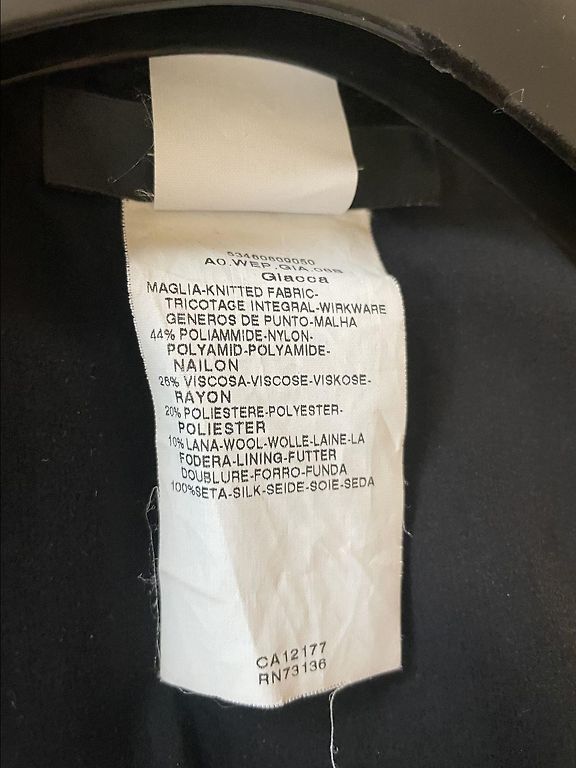 53460800050
A0.WEP.GIA.06B
Giacca
MAGLIA-KNITTED FABRIC-
TRICOTAGE INTEGRAL-WIRKWARE
GENEROS DE PUNTO-MALHA
44% POLIAMMIDE-NYLON-
POLYAMID-POLYAMIDE-
NAILON
26% VISCOSA-VISCOSE-VISKOSE-
RAYON
20% POLIESTERE-POLYESTER-
POLIESTER
10% LANA-WOOL-WOLLE-LAINE-LA
FODERA-LINING-FUTTER
DOUBLURE-FORRO-FUNDA
100%SETA-SILK-SEIDE-SOIE-SEDA
CA12177
RN73136